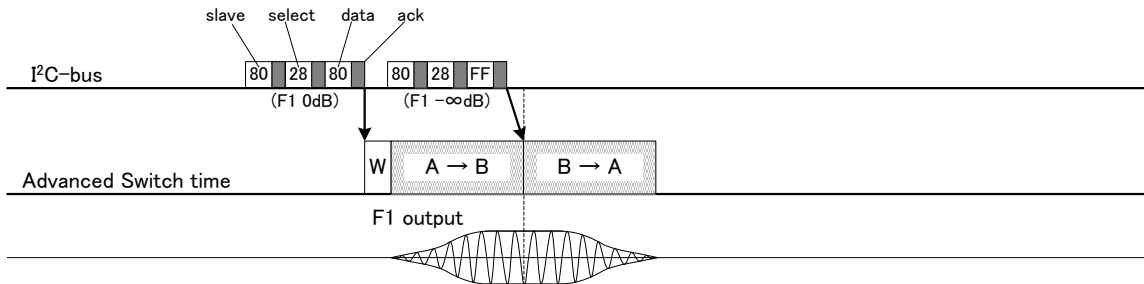 slave select data ack
I²C-bus 80 28 80 80 28 FF
(F1 0dB) (F1 −∞dB)
Advanced Switch time W A → B B → A
F1 output